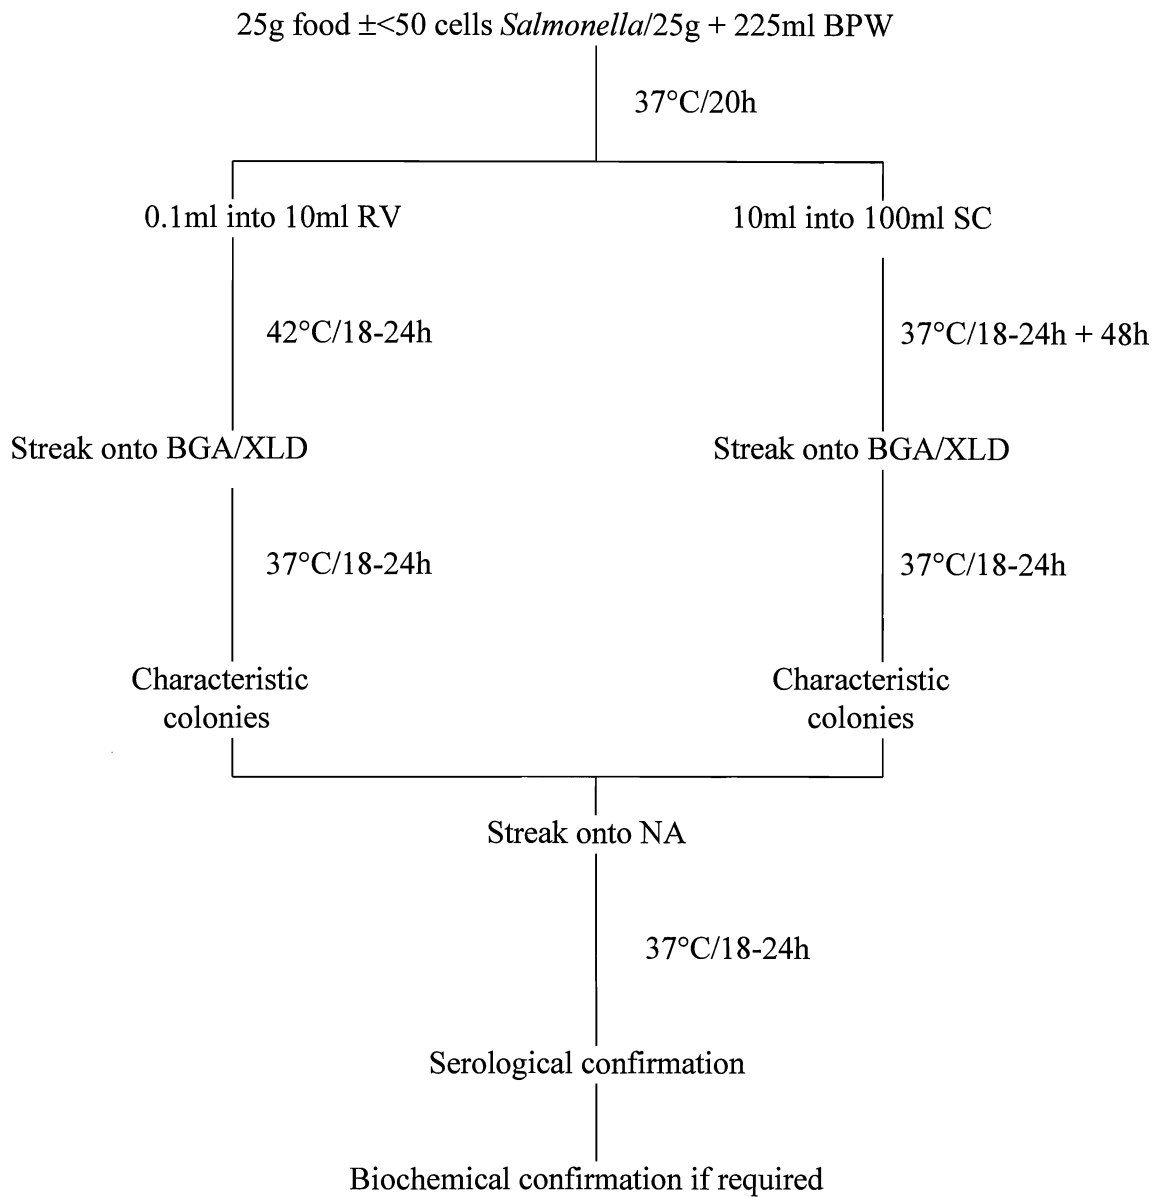 25g food ±<50 cells Salmonella/25g + 225ml BPW
37°C/20h
0.1ml into 10ml RV
10ml into 100ml SC
42°C/18-24h
37°C/18-24h + 48h
Streak onto BGA/XLD
Streak onto BGA/XLD
37°C/18-24h
37°C/18-24h
Characteristic
colonies
Characteristic
colonies
Streak onto NA
37°C/18-24h
Serological confirmation
Biochemical confirmation if required